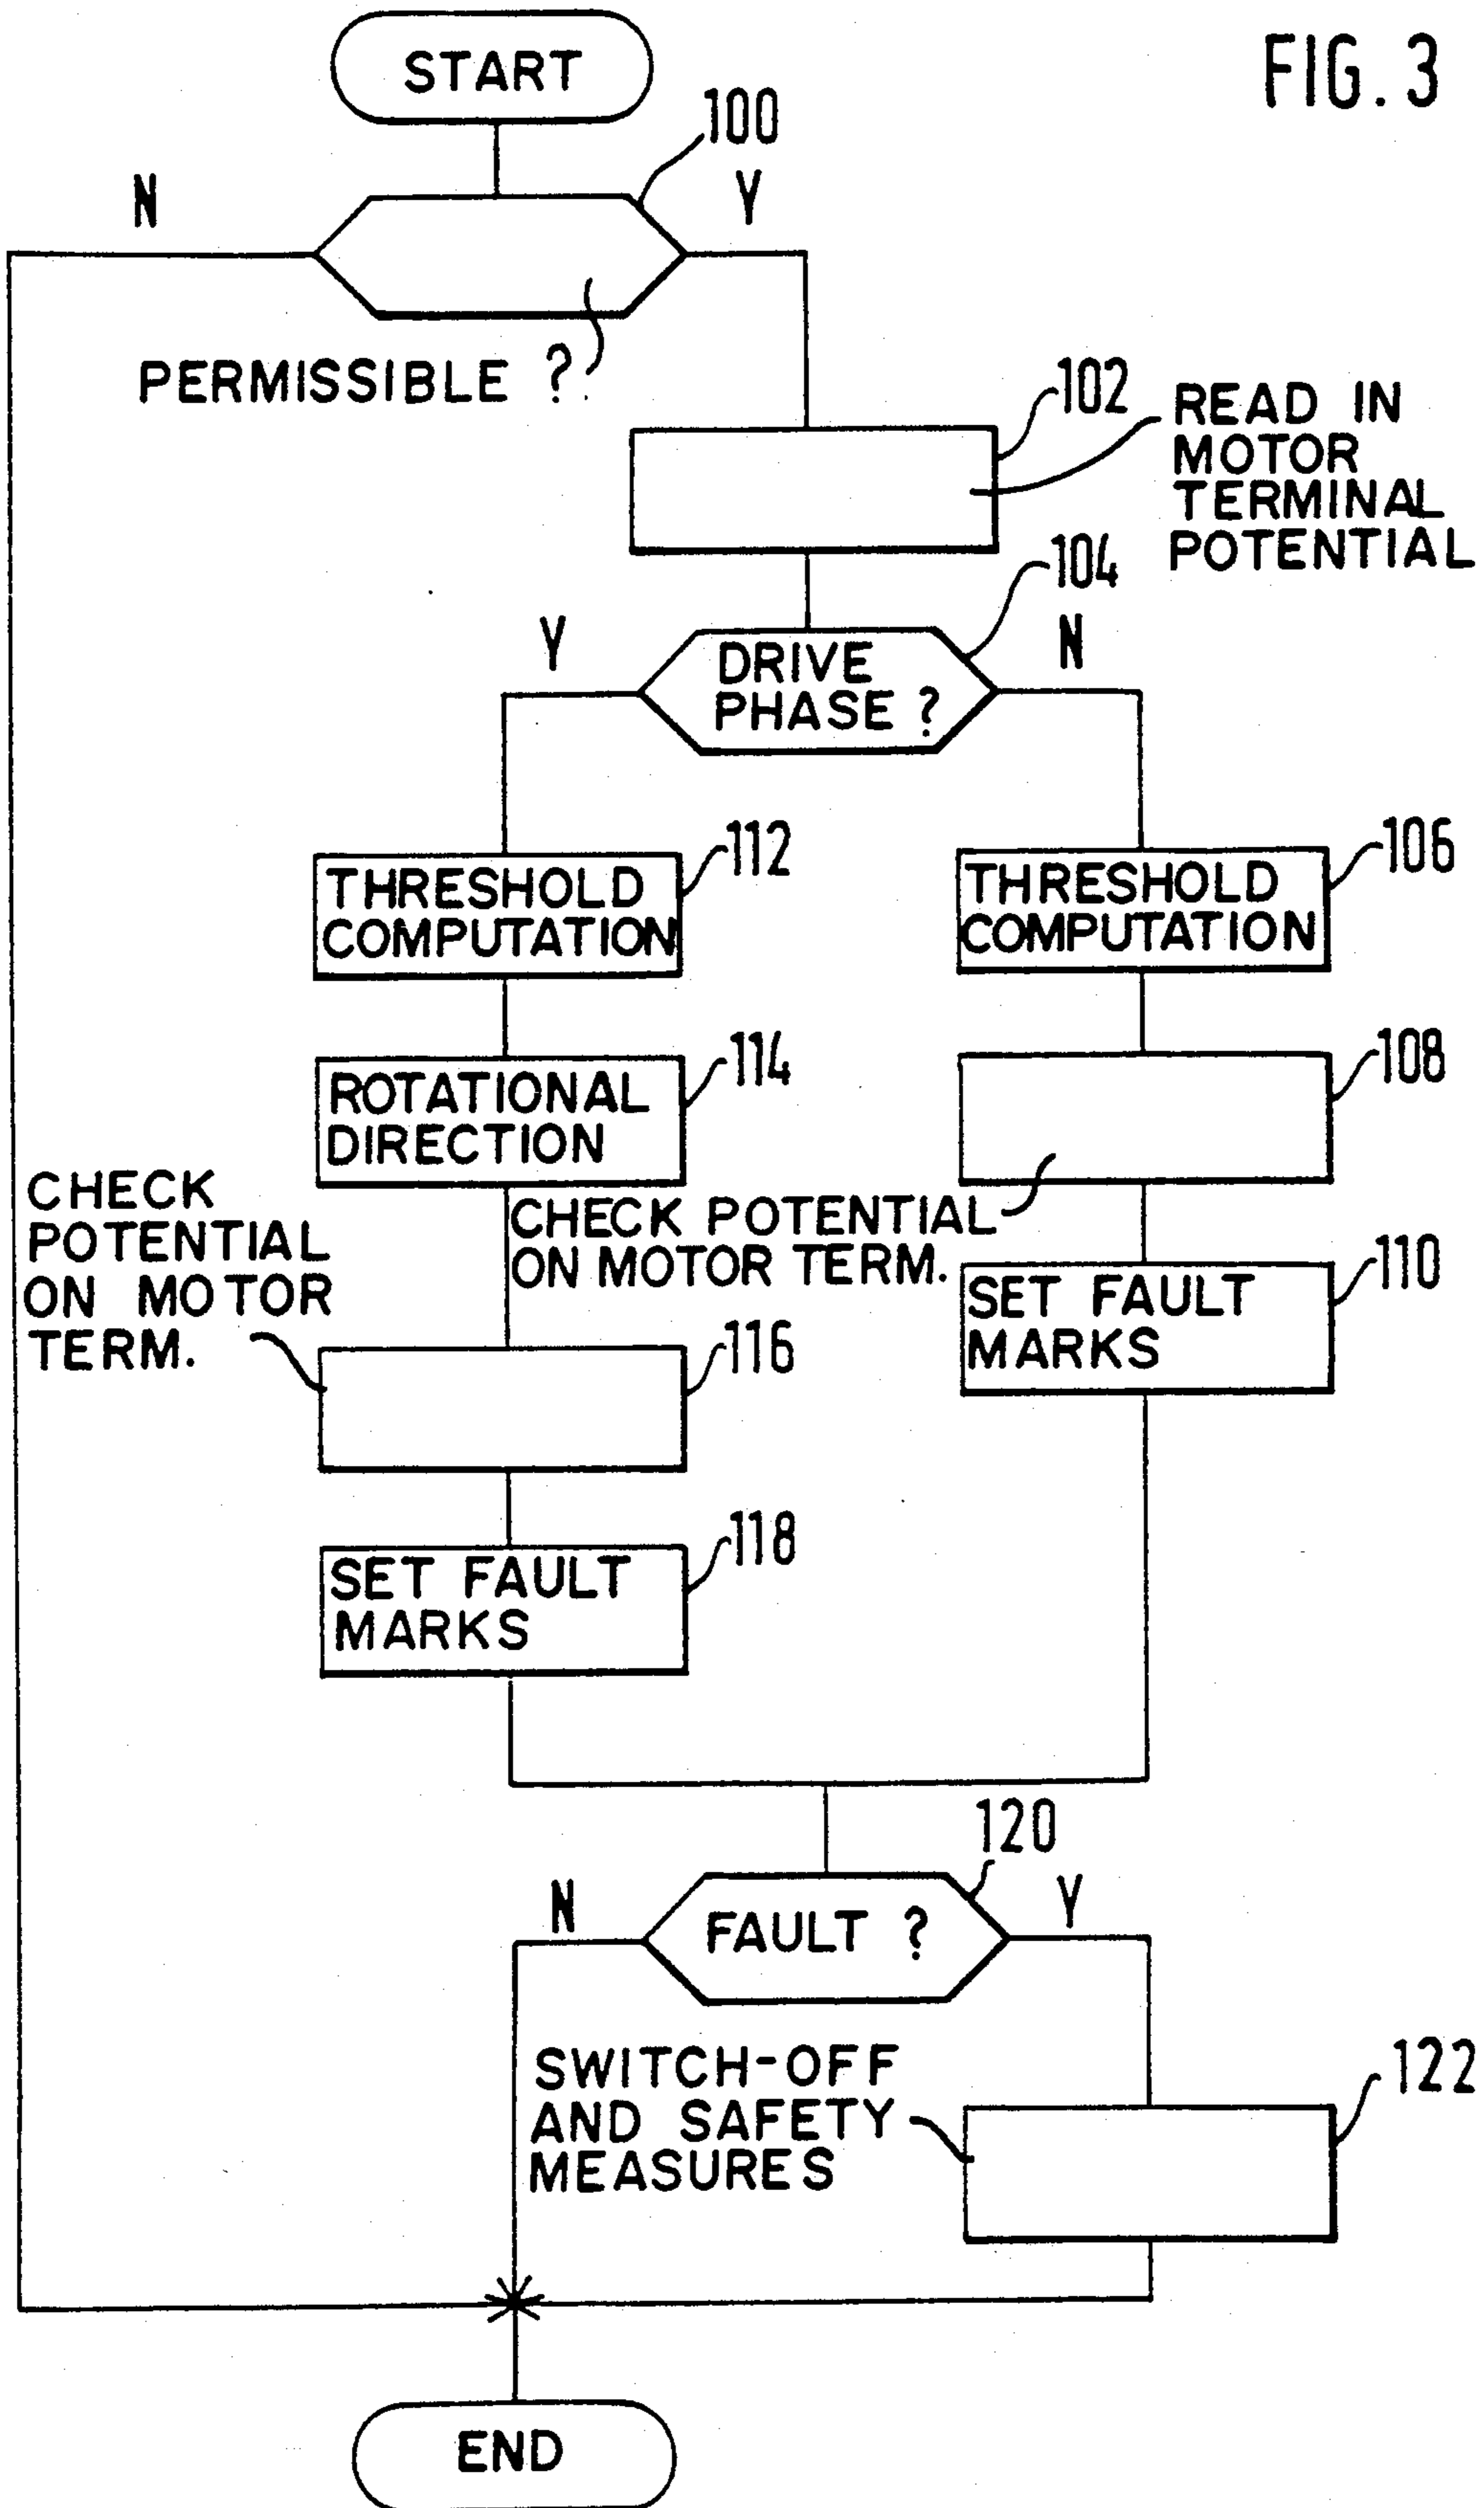 START
FIG. 3
100
N
Y
PERMISSIBLE ?
102
READ IN
MOTOR
TERMINAL
POTENTIAL
104
Y
N
DRIVE
PHASE ?
112
106
THRESHOLD
COMPUTATION
THRESHOLD
COMPUTATION
114
108
ROTATIONAL
DIRECTION
CHECK
POTENTIAL
ON MOTOR
TERM.
CHECK POTENTIAL
ON MOTOR TERM.
110
SET FAULT
MARKS
116
118
SET FAULT
MARKS
120
N
Y
FAULT ?
SWITCH-OFF
AND SAFETY
MEASURES
122
END